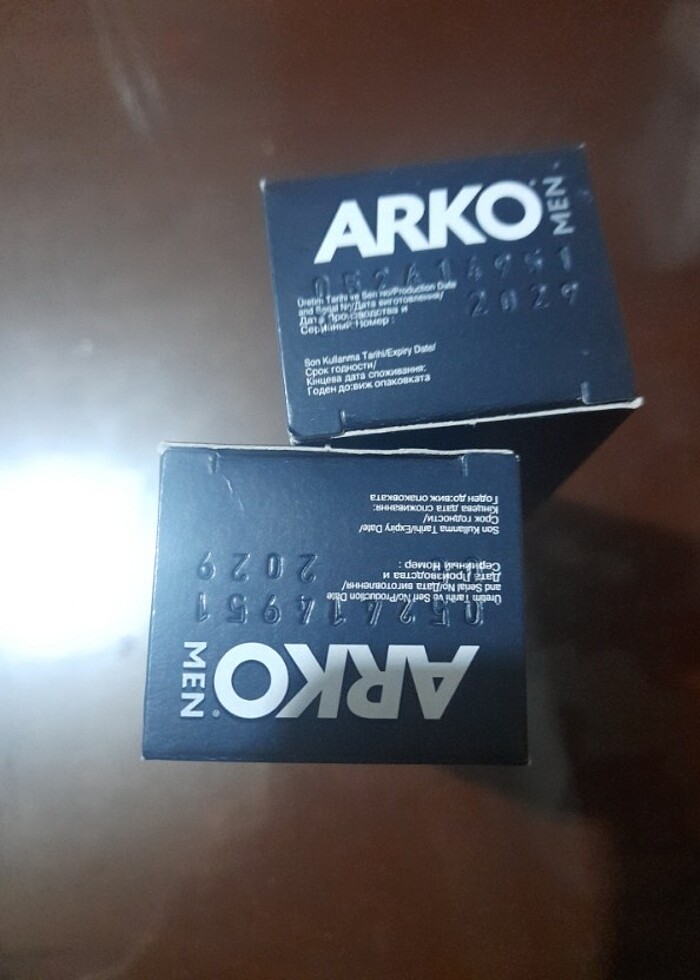 ARKO
MEN
Üretim Tarihi ve Seri No/Production Date
and Serial No/Дата виготовлення/
Дата Производства и
Серийный Номер :
2029
Son Kullanma Tarihi/Expiry Date/
Срок годности/
Кінцева дата споживання:
Годен до:виж опаковката
ARKO
MEN
Üretim Tarihi ve Seri No/Production Date
and Serial No/Дата виготовлення/
Дата Производства и
Серийный Номер :
2029
Son Kullanma Tarihi/Expiry Date/
Срок годности/
Кінцева дата споживання:
Годен до:виж опаковката